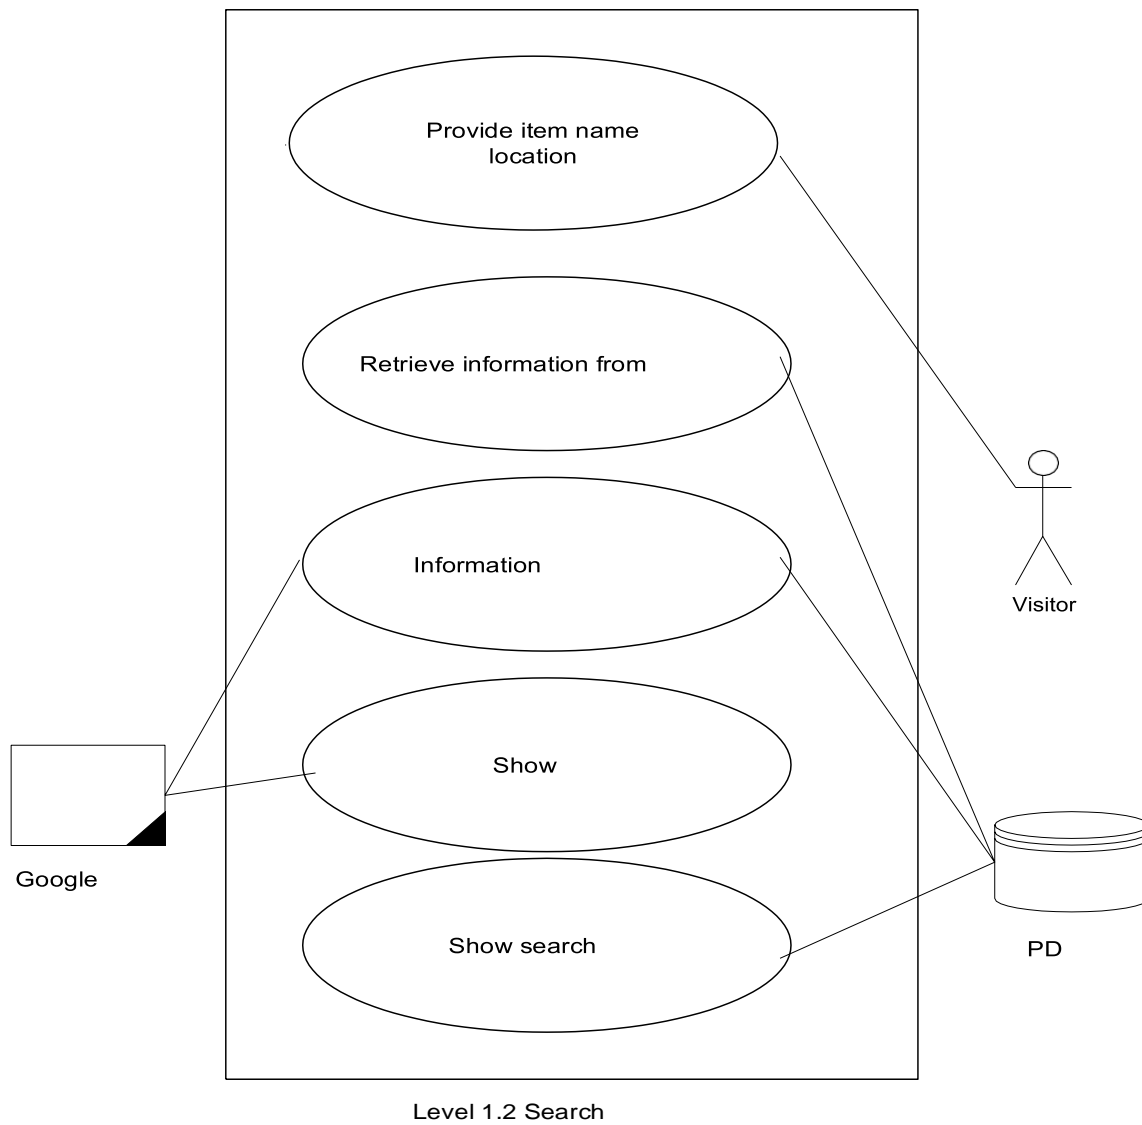 Provide item name
location
Retrieve information from
Information
Visitor
Show
Google
Show search
PD
Level 1.2 Search